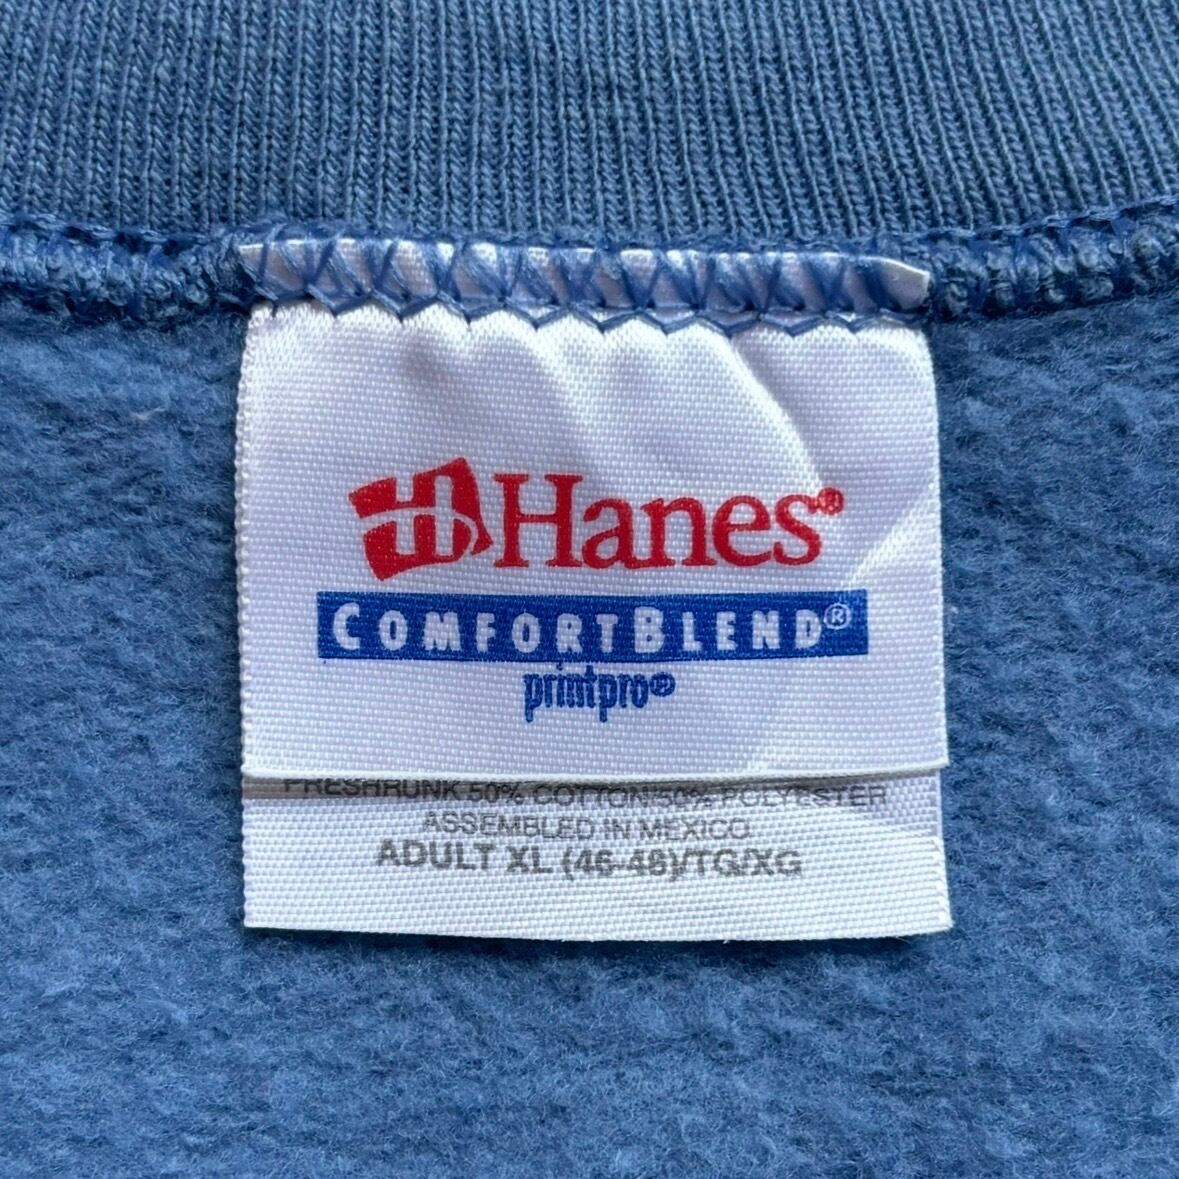 Hanes®
COMFORTBLEND®
printpro®
PRESHRUNK 50% COTTON/50% POLYESTER
ASSEMBLED IN MEXICO
ADULT XL (46-48)/TG/XG